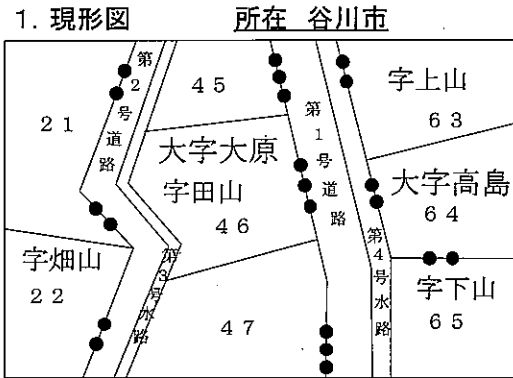 1. 現形図
所在 谷川市
21
第2号道路
45
第1号道路
字上山
63
大字大原
字田山
46
大字高島
64
字畑山
22
第3号水路
47
第4号水路
字下山
65